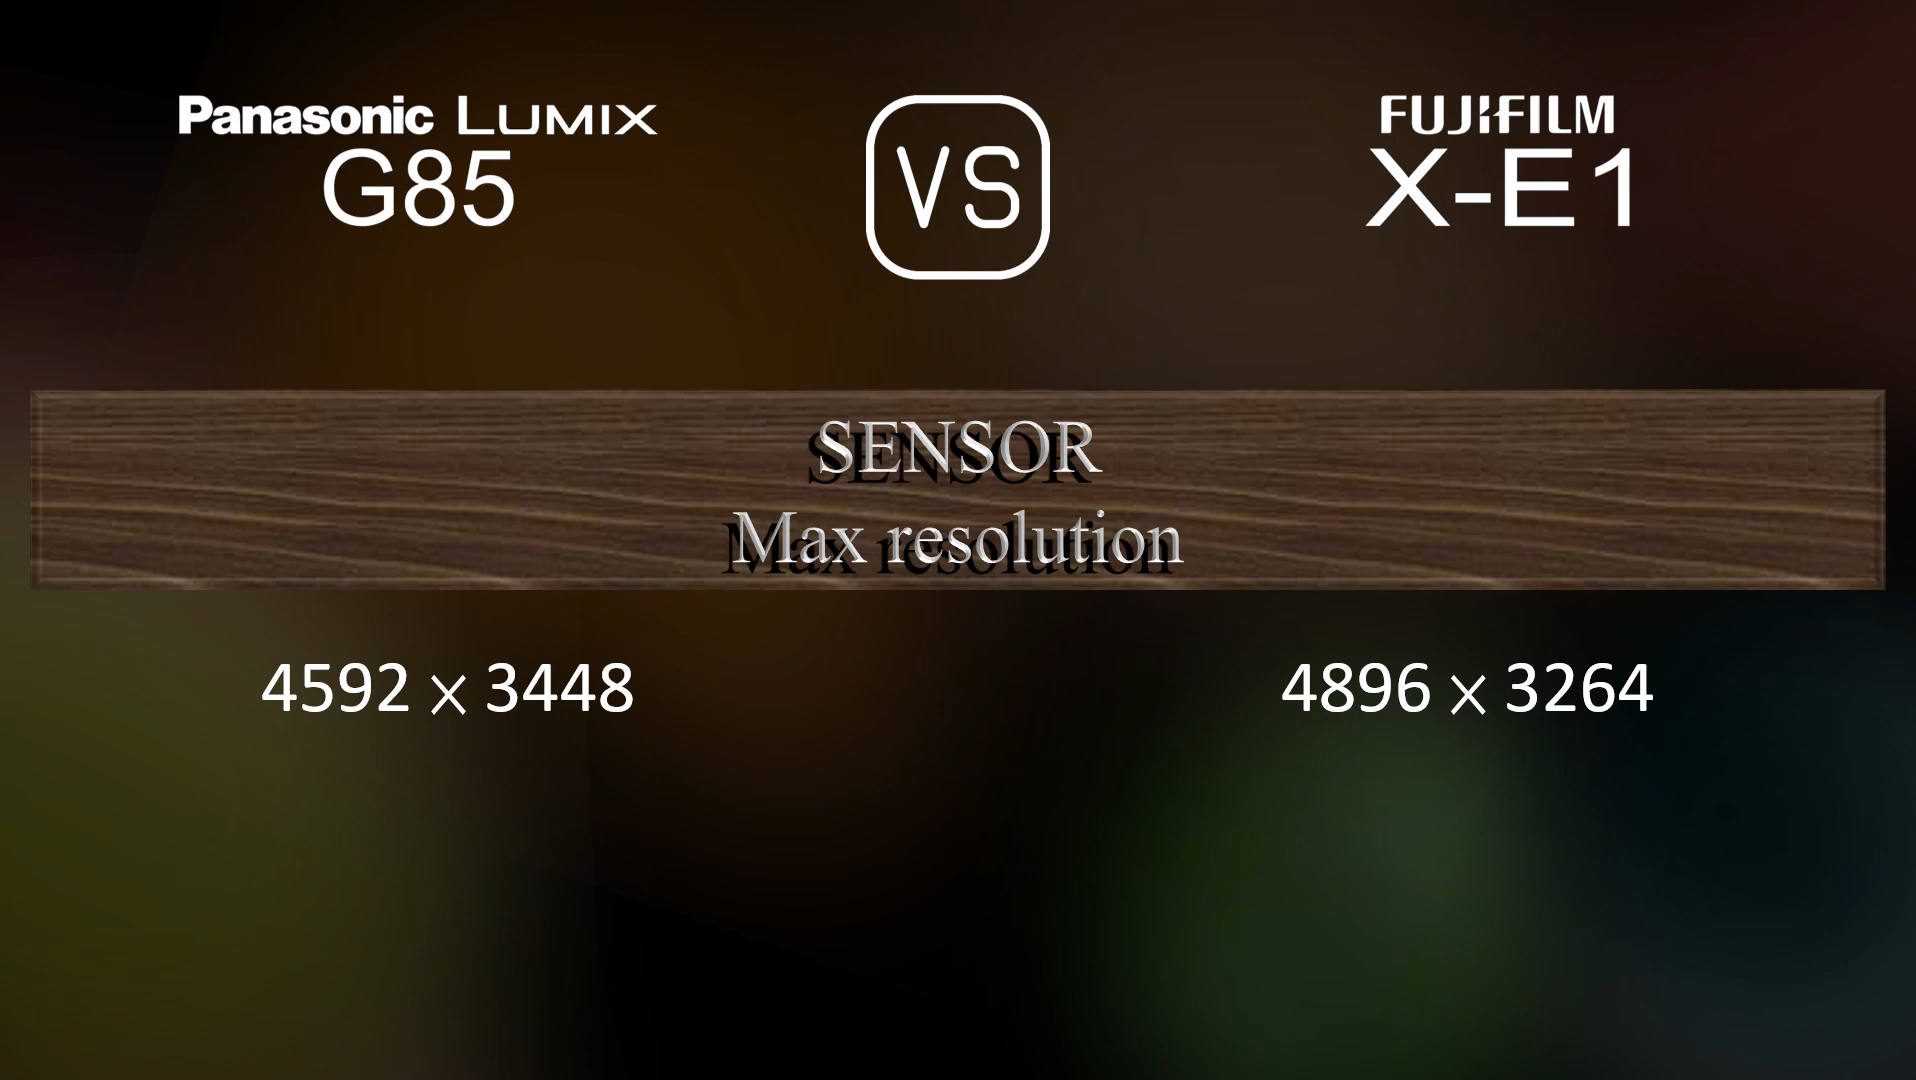 Panasonic LUMIX
G85
VS
FUJIFILM
X-E1
SENSOR
Max resolution
4592 x 3448
4896 x 3264